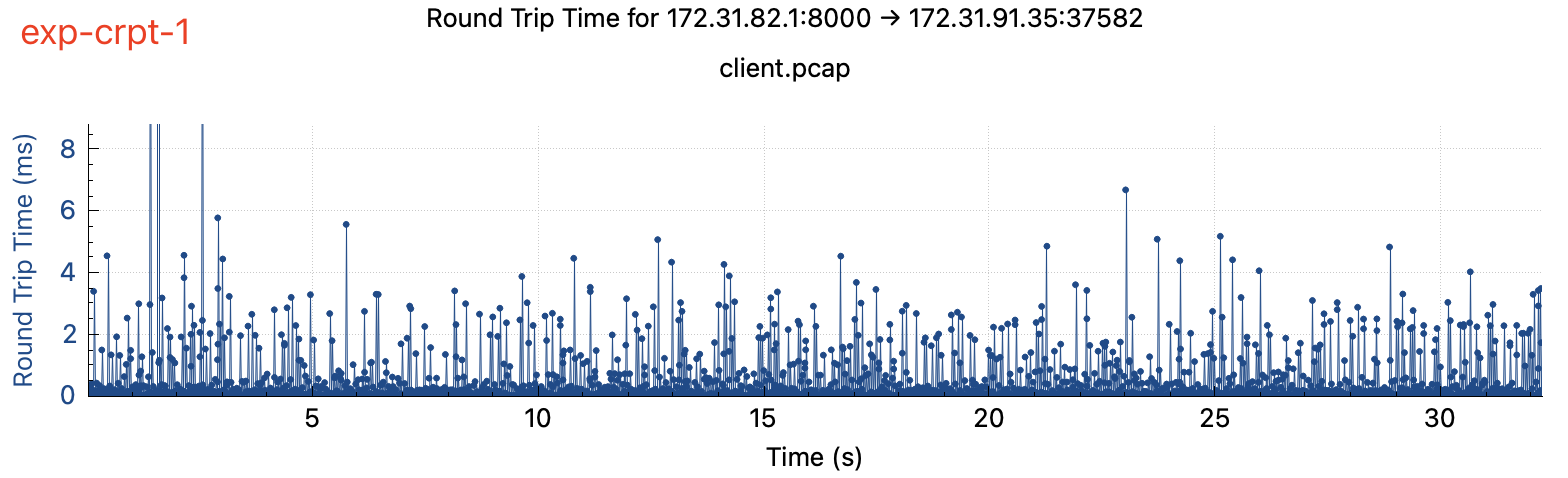 exp-crpt-1
Round Trip Time for 172.31.82.1:8000 → 172.31.91.35:37582
client.pcap
Round Trip Time (ms)
8
6
4
2
0
5
10
15
20
25
30
Time (s)